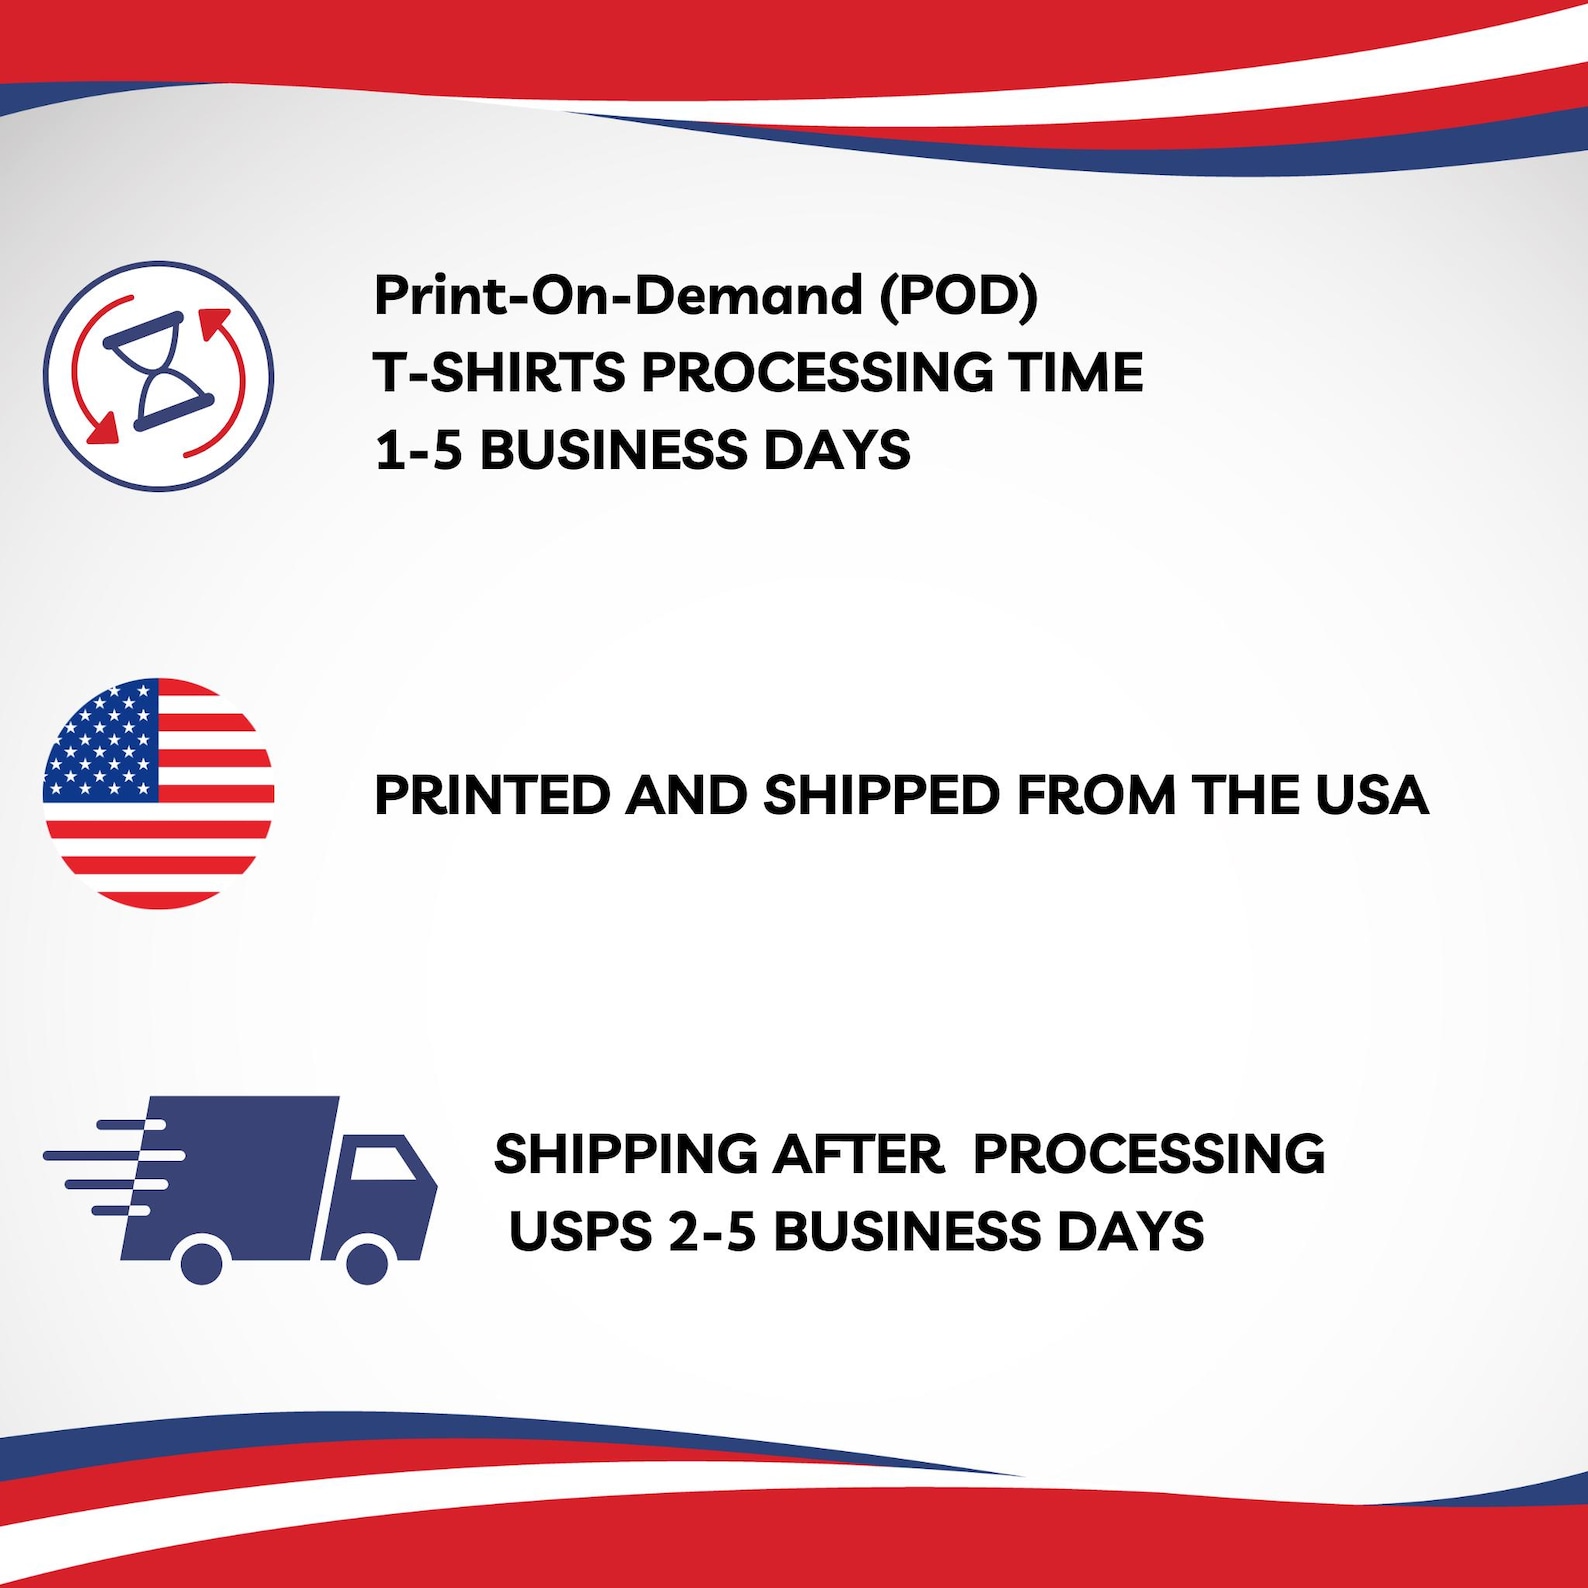 Print-On-Demand (POD)
T-SHIRTS PROCESSING TIME
1-5 BUSINESS DAYS
PRINTED AND SHIPPED FROM THE USA
SHIPPING AFTER PROCESSING
USPS 2-5 BUSINESS DAYS